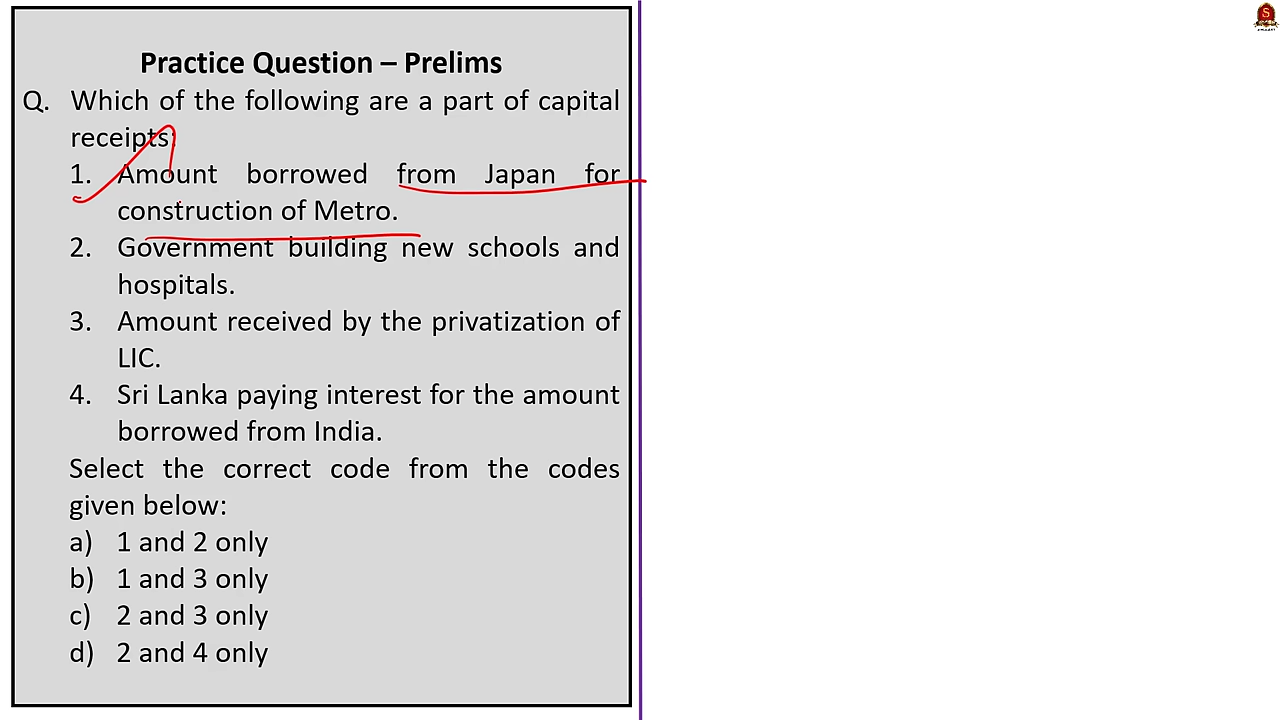 Practice Question – Prelims
Q. Which of the following are a part of capital
receipts:
1. Amount borrowed from Japan for
construction of Metro.
2. Government building new schools and
hospitals.
3. Amount received by the privatization of
LIC.
4. Sri Lanka paying interest for the amount
borrowed from India.
Select the correct code from the codes
given below:
a) 1 and 2 only
b) 1 and 3 only
c) 2 and 3 only
d) 2 and 4 only